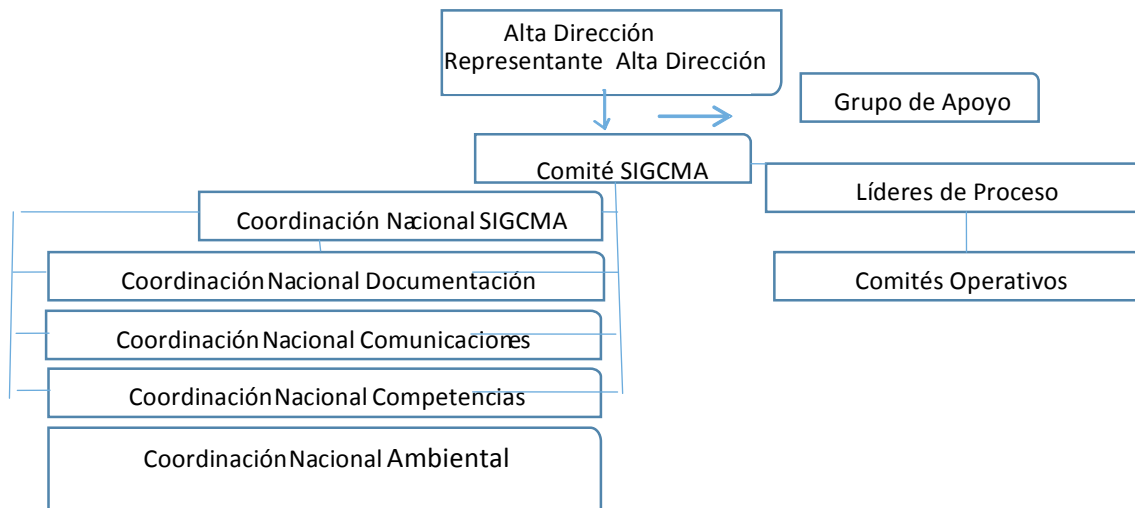 Alta Dirección
Representante Alta Dirección
Grupo de Apoyo
Comité SIGCMA
Líderes de Proceso
Coordinación Nacional SIGCMA
Coordinación Nacional Documentación
Comités Operativos
Coordinación Nacional Comunicaciones
Coordinación Nacional Competencias
Coordinación Nacional Ambiental